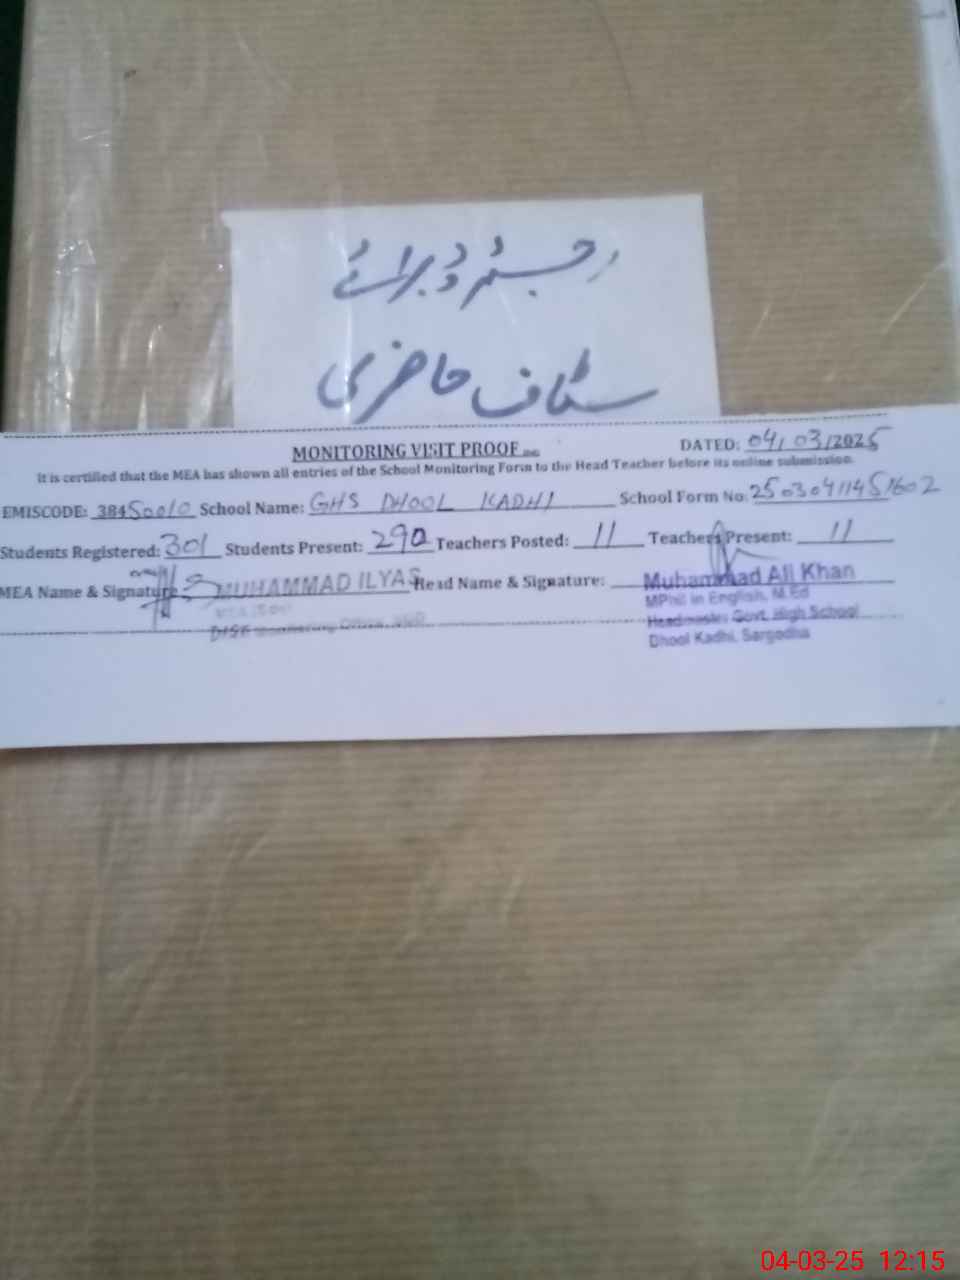 رجسٹرڈ برائے
سٹاف حاضری
MONITORING VISIT PROOF
DATED: 04/03/2025
It is certified that the MEA has shown all entries of the School Monitoring Form to the Head Teacher before its online submission.
EMISCODE: 38450010 School Name: GHS DHOOL KADHI School Form No: 25030411451602
Students Registered: 301 Students Present: 290 Teachers Posted: 11 Teachers Present: 11
MEA Name & Signature: MUHAMMAD ILYAS Head Name & Signature: Muhammad Ali Khan
MPhil in English, M.Ed
Headmaster Govt. High School
Dhool Kadhi, Sargodha
04-03-25 12:15